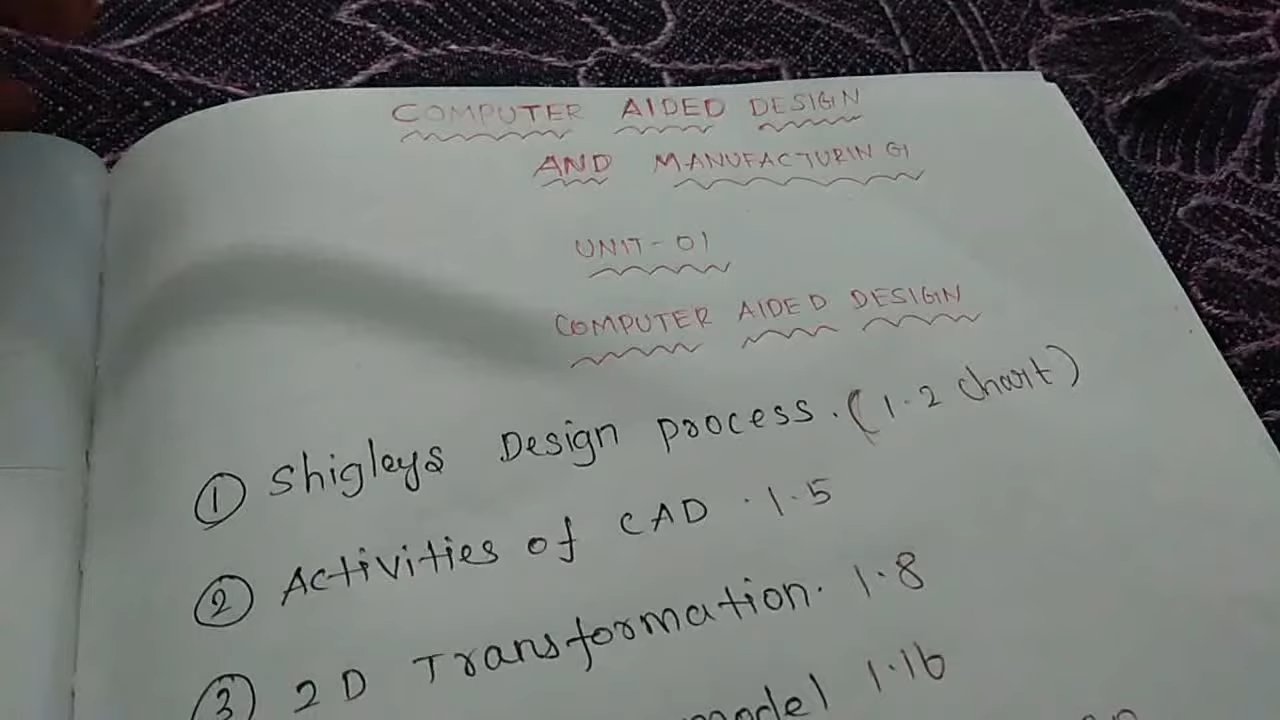 COMPUTER AIDED DESIGN
AND MANUFACTURING
UNIT-01
COMPUTER AIDED DESIGN
① Shigleys Design process. (1.2 chart)
② Activities of CAD . 1.5
③ 2D Transformation. 1.8
model 1.16